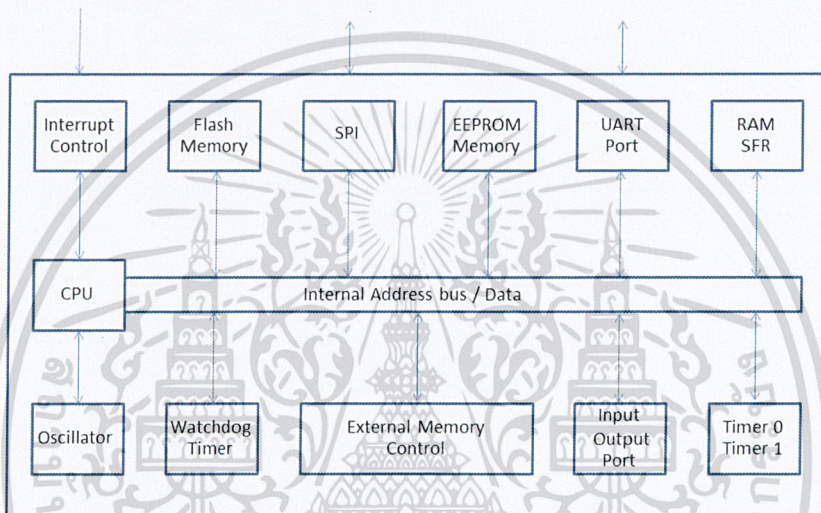 Interrupt
Control
Flash
Memory
SPI
EEPROM
Memory
UART
Port
RAM
SFR
CPU
Internal Address bus / Data
Oscillator
Watchdog
Timer
External Memory
Control
Input
Output
Port
Timer 0
Timer 1